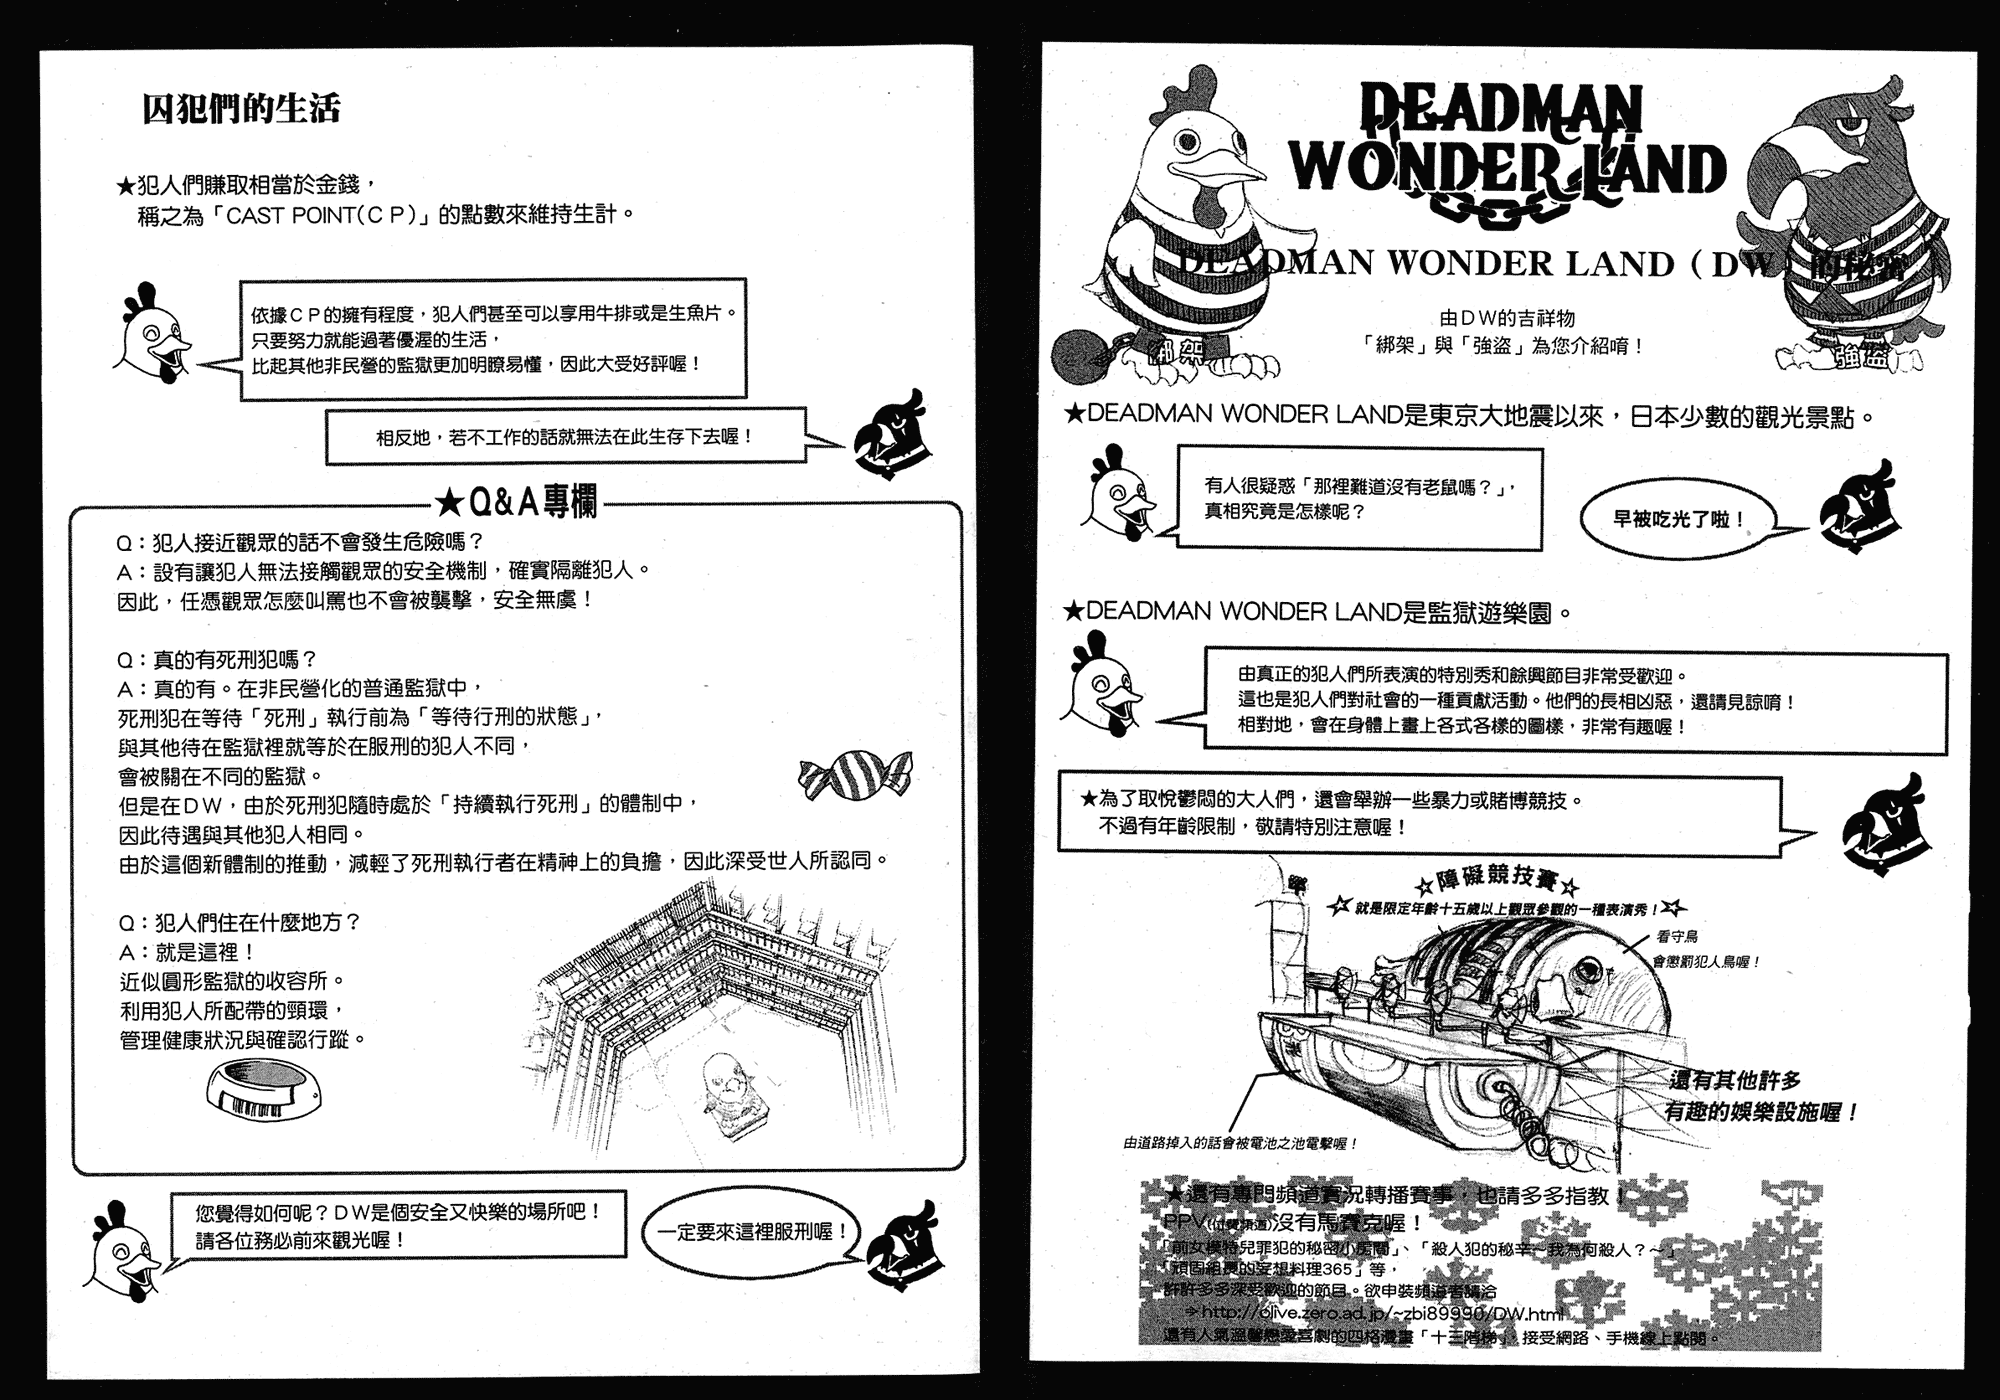 DEADMAN
WONDER LAND
DEADMAN WONDER LAND（DW）的秘密
由DW的吉祥物
「綁架」與「強盜」為您介紹唷！
綁架
強盜
★DEADMAN WONDER LAND是東京大地震以來，日本少數的觀光景點。
有人很疑惑「那裡難道沒有老鼠嗎？」，
真相究竟是怎樣呢？
早被吃光了啦！
★DEADMAN WONDER LAND是監獄遊樂園。
由真正的犯人們所表演的特別秀和餘興節目非常受歡迎。
這也是犯人們對社會的一種貢獻活動。他們的長相凶惡，還請見諒唷！
相對地，會在身體上畫上各式各樣的圖樣，非常有趣喔！
★為了取悅鬱悶的大人們，還會舉辦一些暴力或賭博競技。
不過有年齡限制，敬請特別注意喔！
☆障礙競技賽☆
☆就是限定年齡十五歲以上觀眾參觀的一種表演秀！☆
看守鳥
會懲罰犯人鳥喔！
還有其他許多
有趣的娛樂設施喔！
由道路掉入的話會被電池之池電擊喔！
★還有專門頻道實況轉播賽事，也請多多指教！
PPV(付費頻道)沒有馬賽克喔！
「前女模特兒罪犯的秘密小房間」、「殺人犯的秘辛～我為何殺人？～」
「頑固組長的妄想料理365」等，
許許多多深受歡迎的節目。欲申裝頻道者請洽
→http://olive.zero.ad.jp/~zbi89990/DW.html
還有人氣溫馨戀愛喜劇的四格漫畫「十三階梯」，接受網路、手機線上點閱。
囚犯們的生活
★犯人們賺取相當於金錢，
稱之為「CAST POINT(CP)」的點數來維持生計。
依據CP的擁有程度，犯人們甚至可以享用牛排或是生魚片。
只要努力就能過著優渥的生活，
比起其他非民營的監獄更加明瞭易懂，因此大受好評喔！
相反地，若不工作的話就無法在此生存下去喔！
★Q&A專欄
Q：犯人接近觀眾的話不會發生危險嗎？
A：設有讓犯人無法接觸觀眾的安全機制，確實隔離犯人。
因此，任憑觀眾怎麼叫罵也不會被襲擊，安全無虞！
Q：真的有死刑犯嗎？
A：真的有。在非民營化的普通監獄中，
死刑犯在等待「死刑」執行前為「等待行刑的狀態」，
與其他待在監獄裡就等於在服刑的犯人不同，
會被關在不同的監獄。
但是在DW，由於死刑犯隨時處於「持續執行死刑」的體制中，
因此待遇與其他犯人相同。
由於這個新體制的推動，減輕了死刑執行者在精神上的負擔，因此深受世人所認同。
Q：犯人們住在什麼地方？
A：就是這裡！
近似圓形監獄的收容所。
利用犯人所配帶的頸環，
管理健康狀況與確認行蹤。
您覺得如何呢？DW是個安全又快樂的場所吧！
請各位務必前來觀光喔！
一定要來這裡服刑喔！